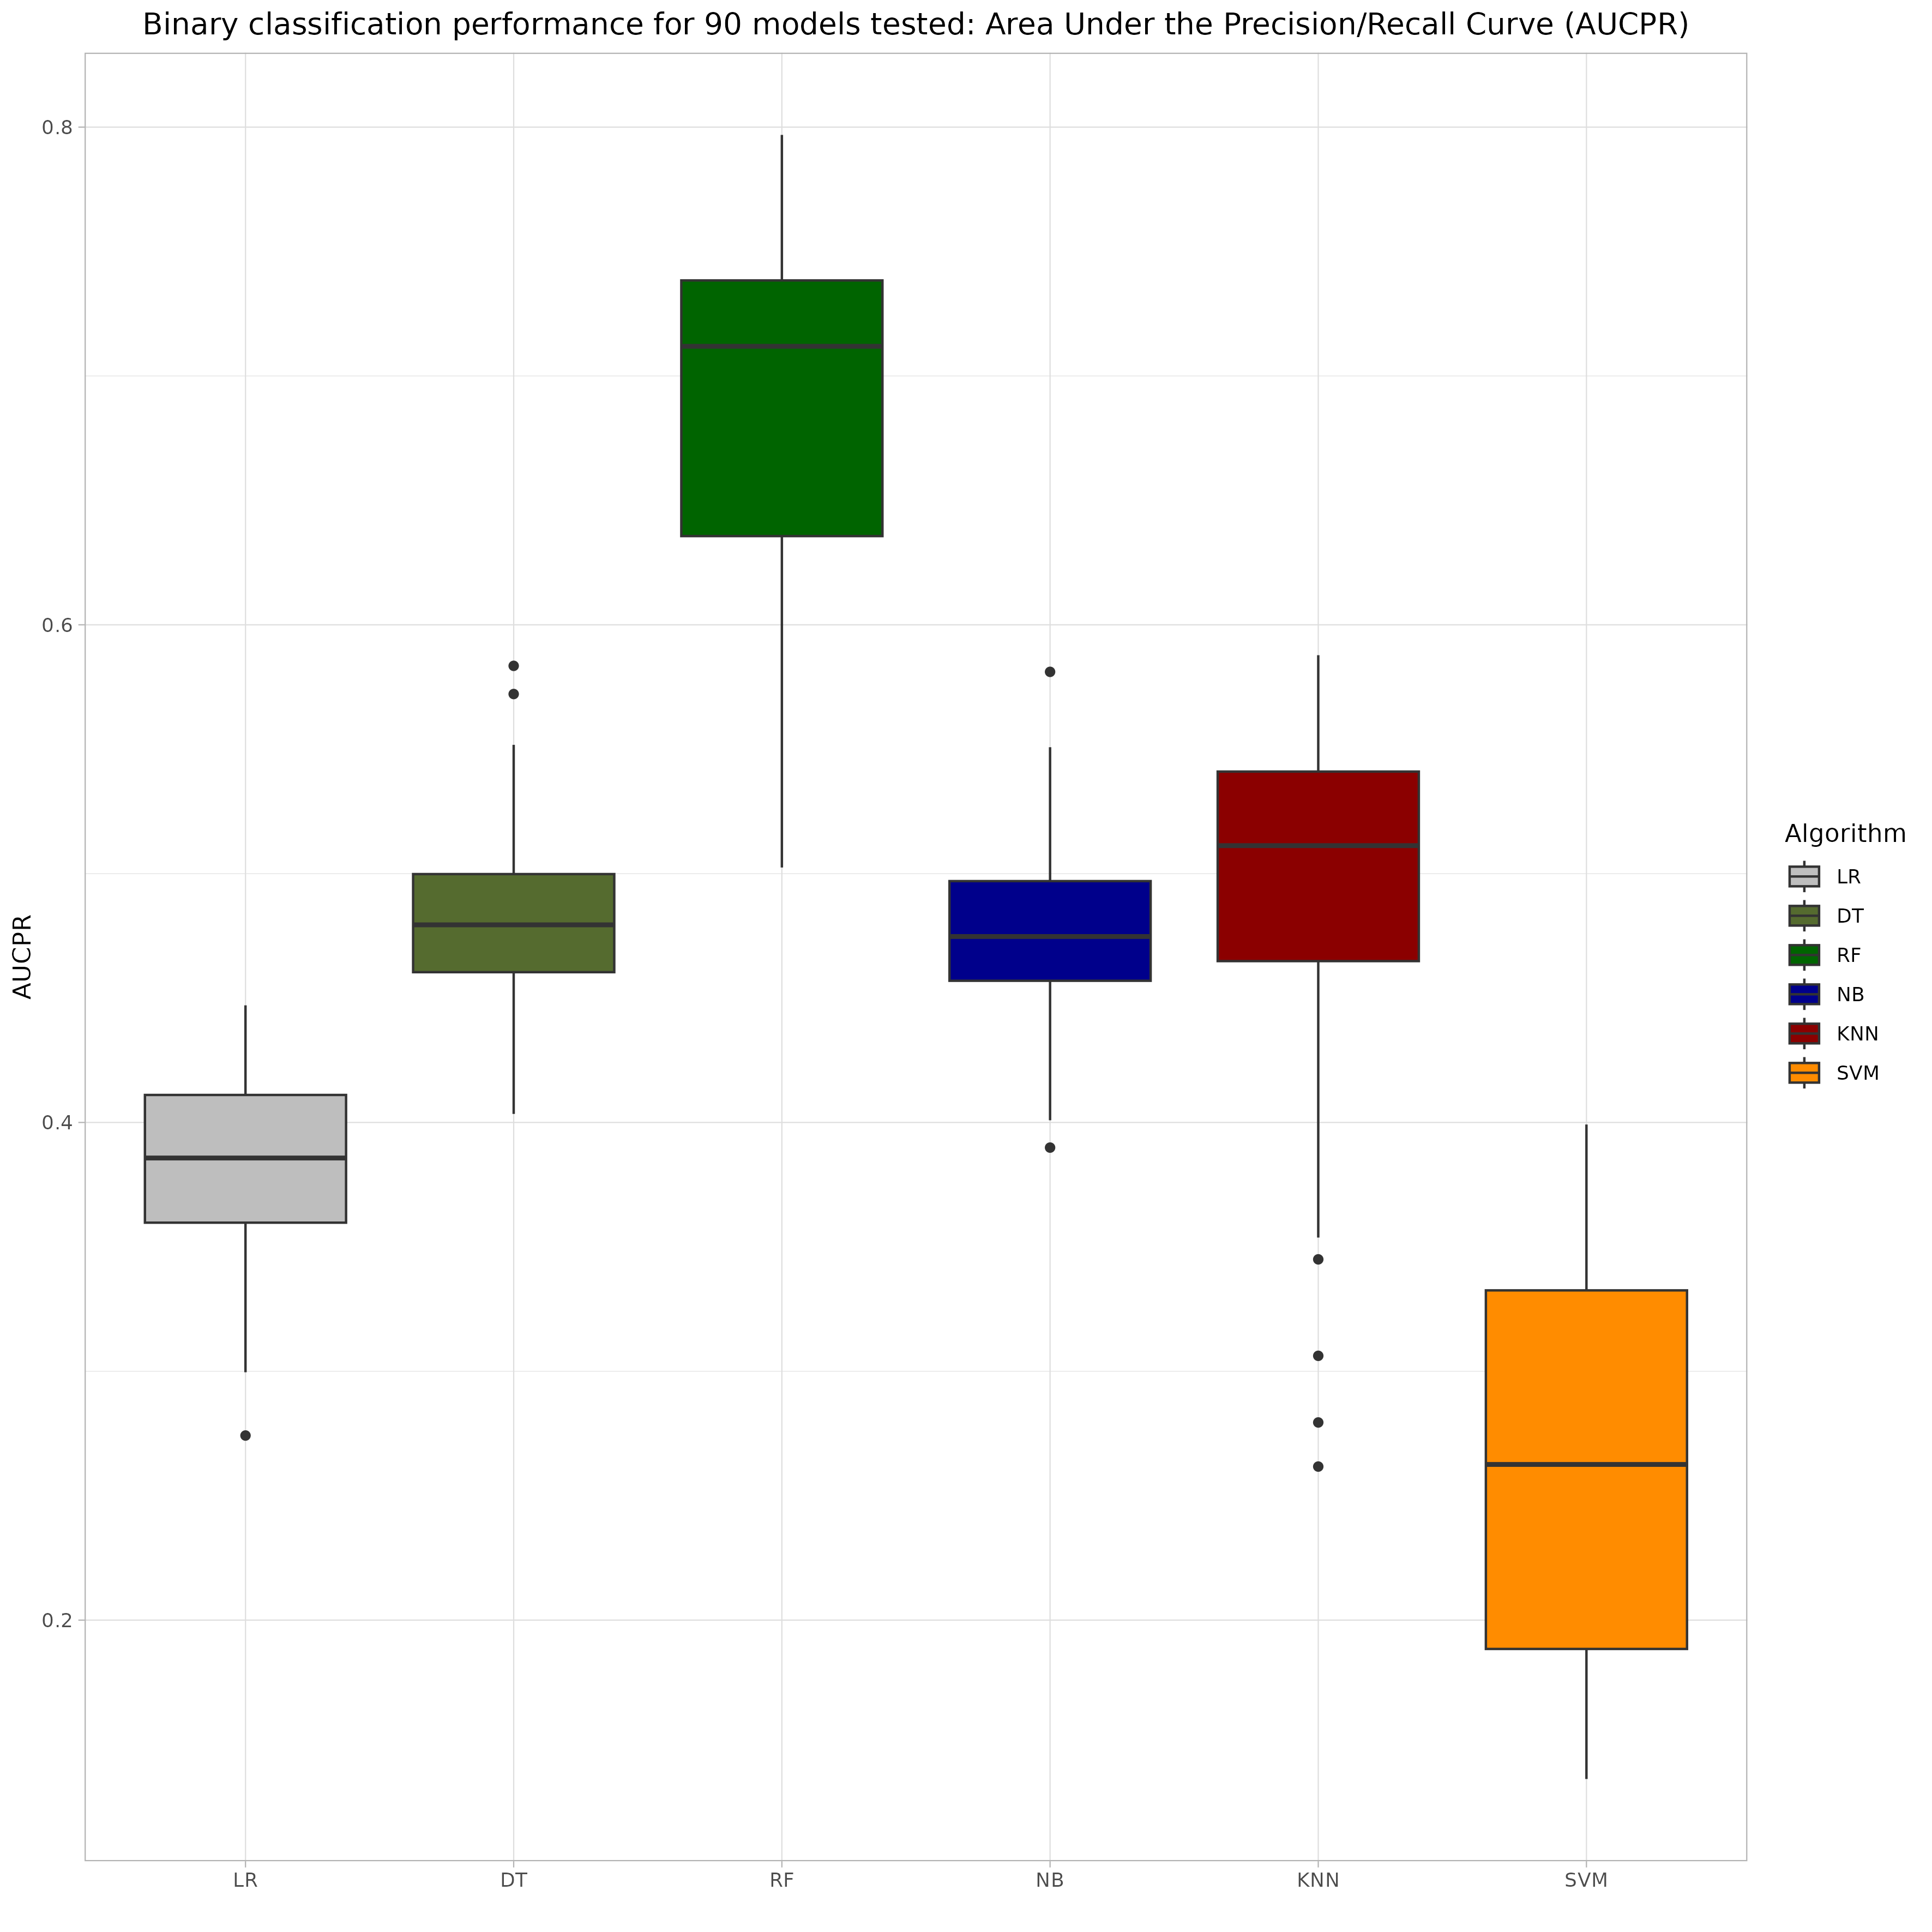 Binary classification performance for 90 models tested: Area Under the Precision/Recall Curve (AUCPR)
0.8
0.6
0.4
0.2
AUCPR
LR
DT
RF
NB
KNN
SVM
Algorithm
LR
DT
RF
NB
KNN
SVM